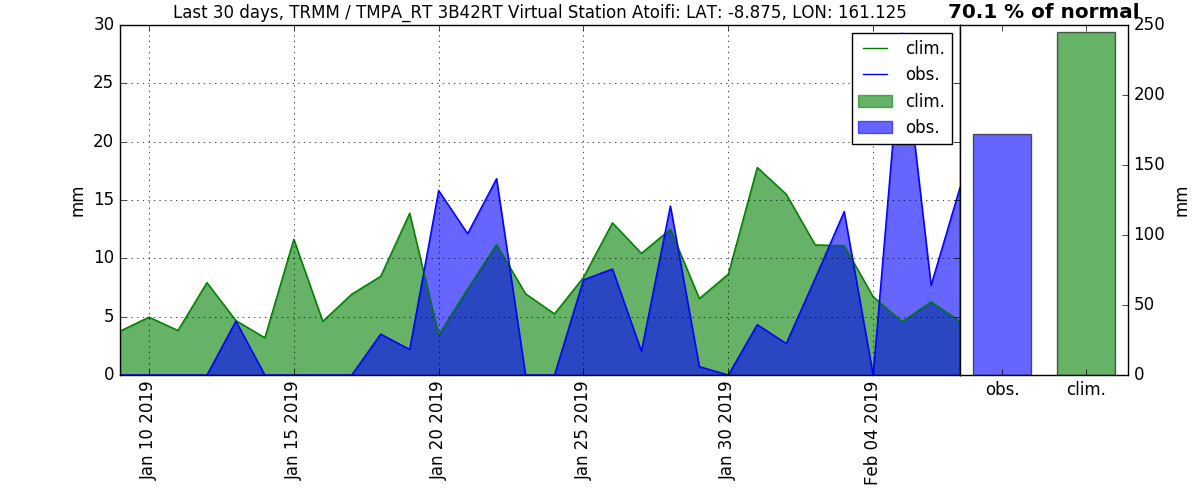 Last 30 days, TRMM / TMPA_RT 3B42RT Virtual Station Atoifi: LAT: -8.875, LON: 161.125
70.1 % of normal
30
25
20
15
10
5
0
mm
clim.
obs.
clim.
obs.
Jan 10 2019
Jan 15 2019
Jan 20 2019
Jan 25 2019
Jan 30 2019
Feb 04 2019
250
200
150
100
50
0
mm
obs.
clim.